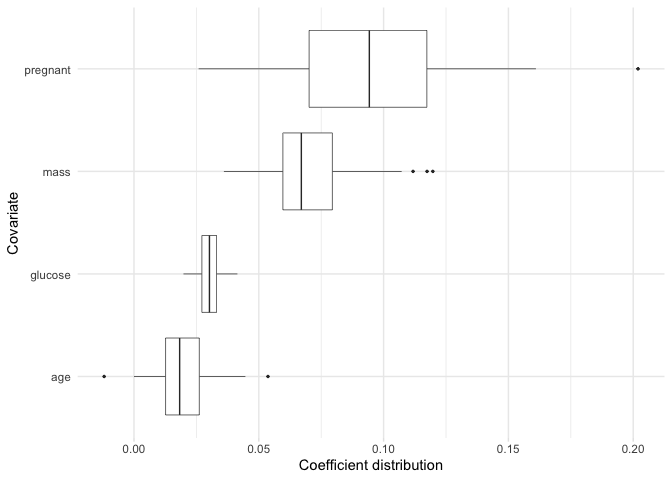 pregnant
mass
glucose
age
Covariate
0.00 0.05 0.10 0.15 0.20
Coefficient distribution